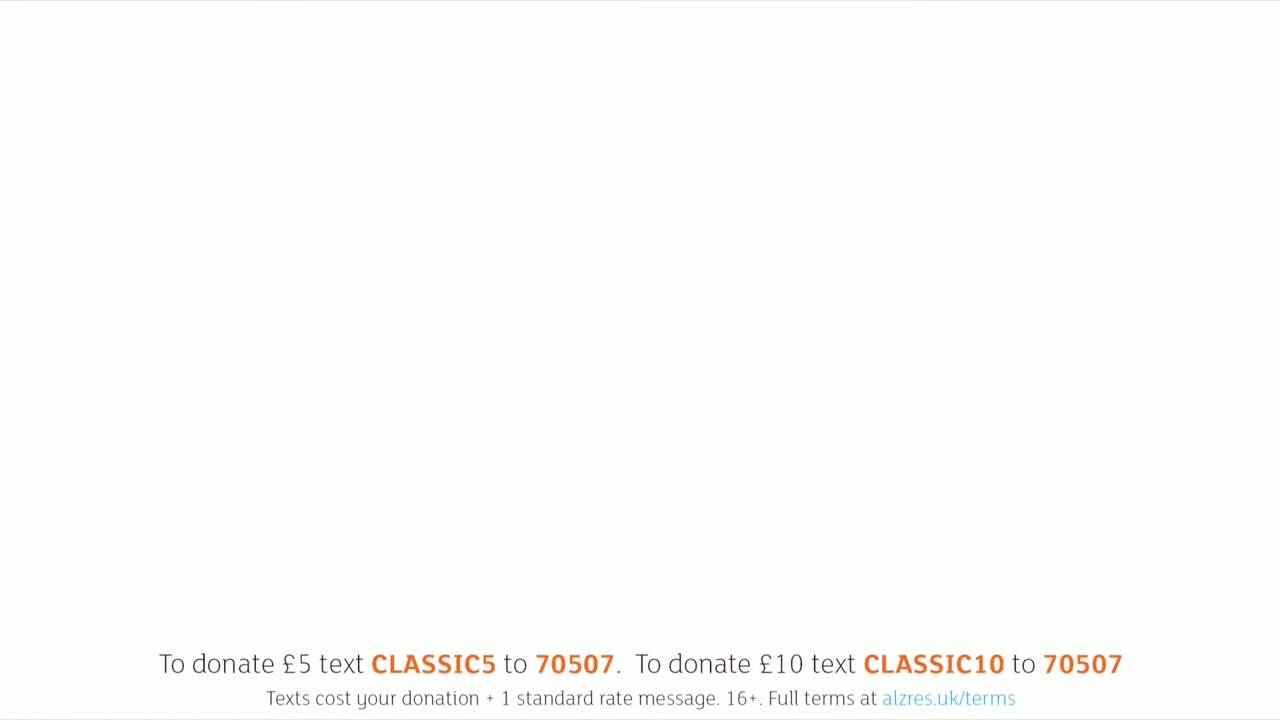 To donate £5 text CLASSIC5 to 70507. To donate £10 text CLASSIC10 to 70507
Texts cost your donation + 1 standard rate message. 16+. Full terms at alzres.uk/terms